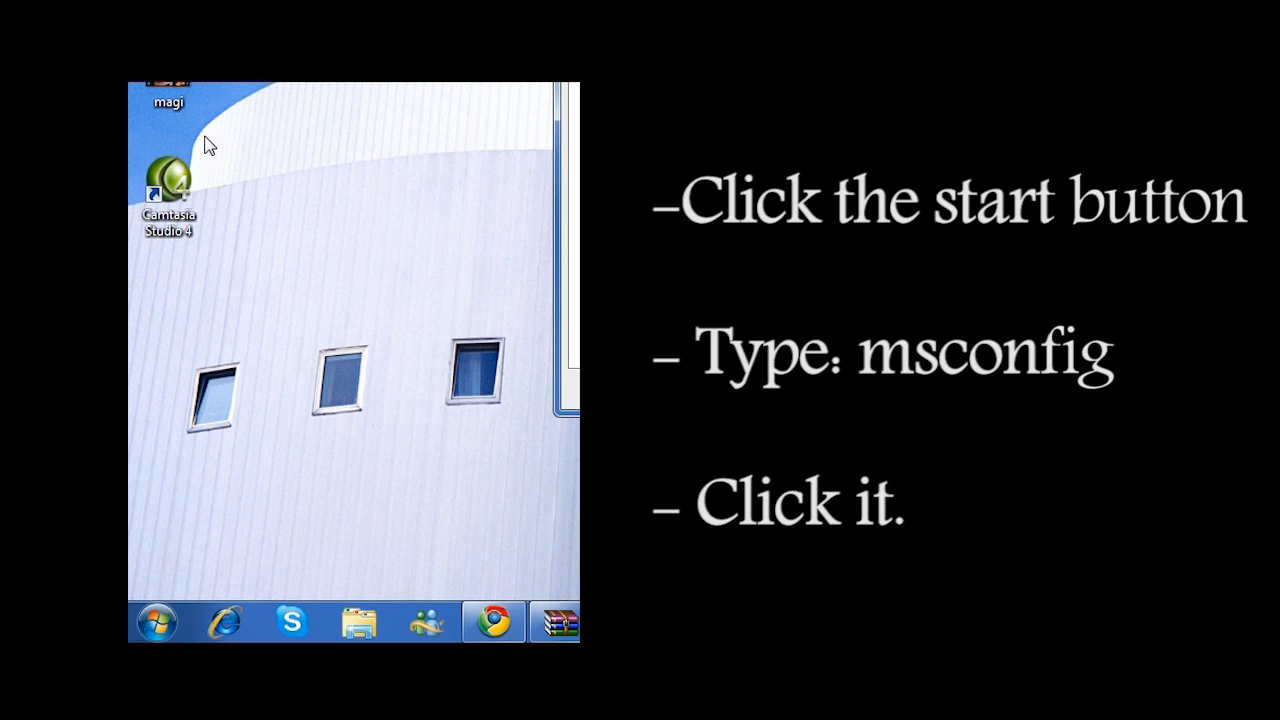 magi
Camtasia
Studio 4
-Click the start button
- Type: msconfig
- Click it.